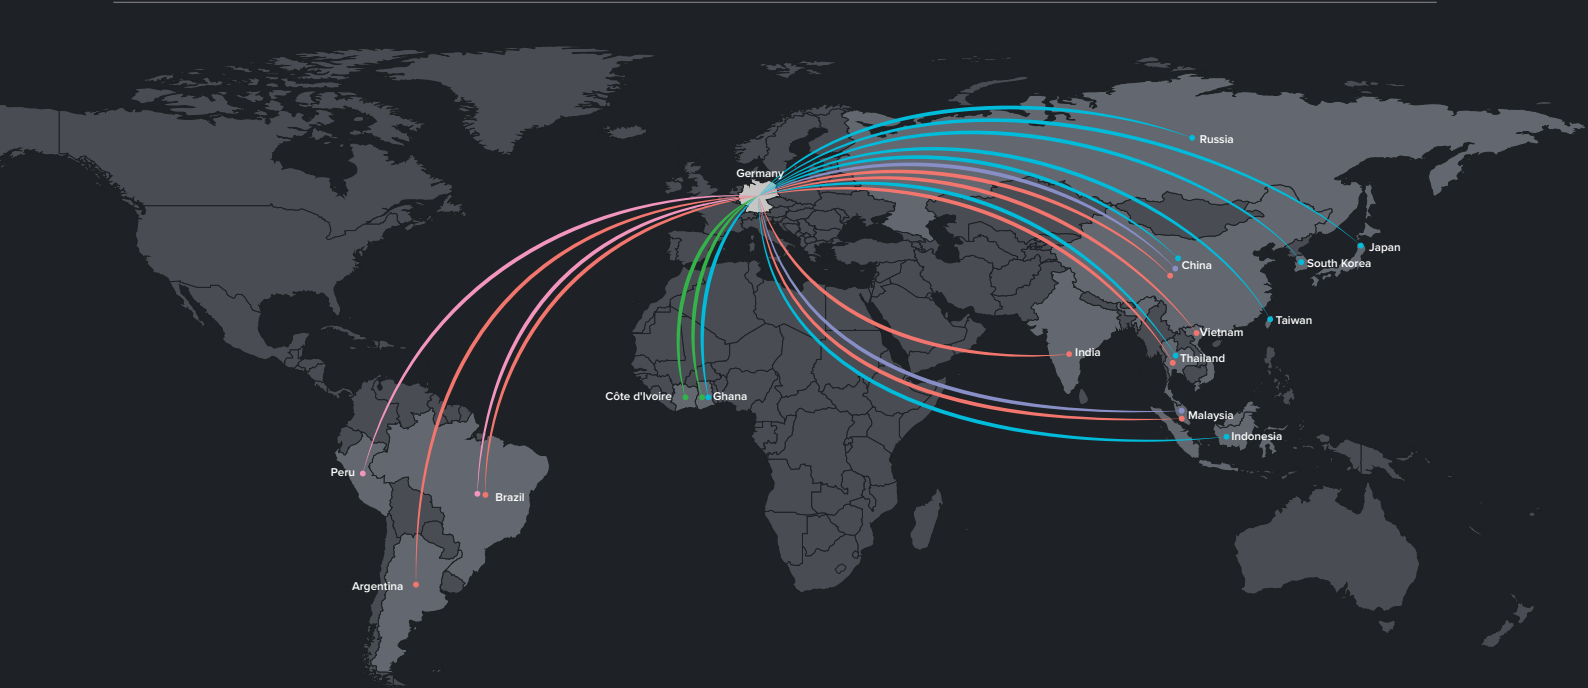 Russia
Germany
Japan
South Korea
China
Taiwan
Vietnam
India
Thailand
Côte d'Ivoire
Ghana
Malaysia
Indonesia
Peru
Brazil
Argentina